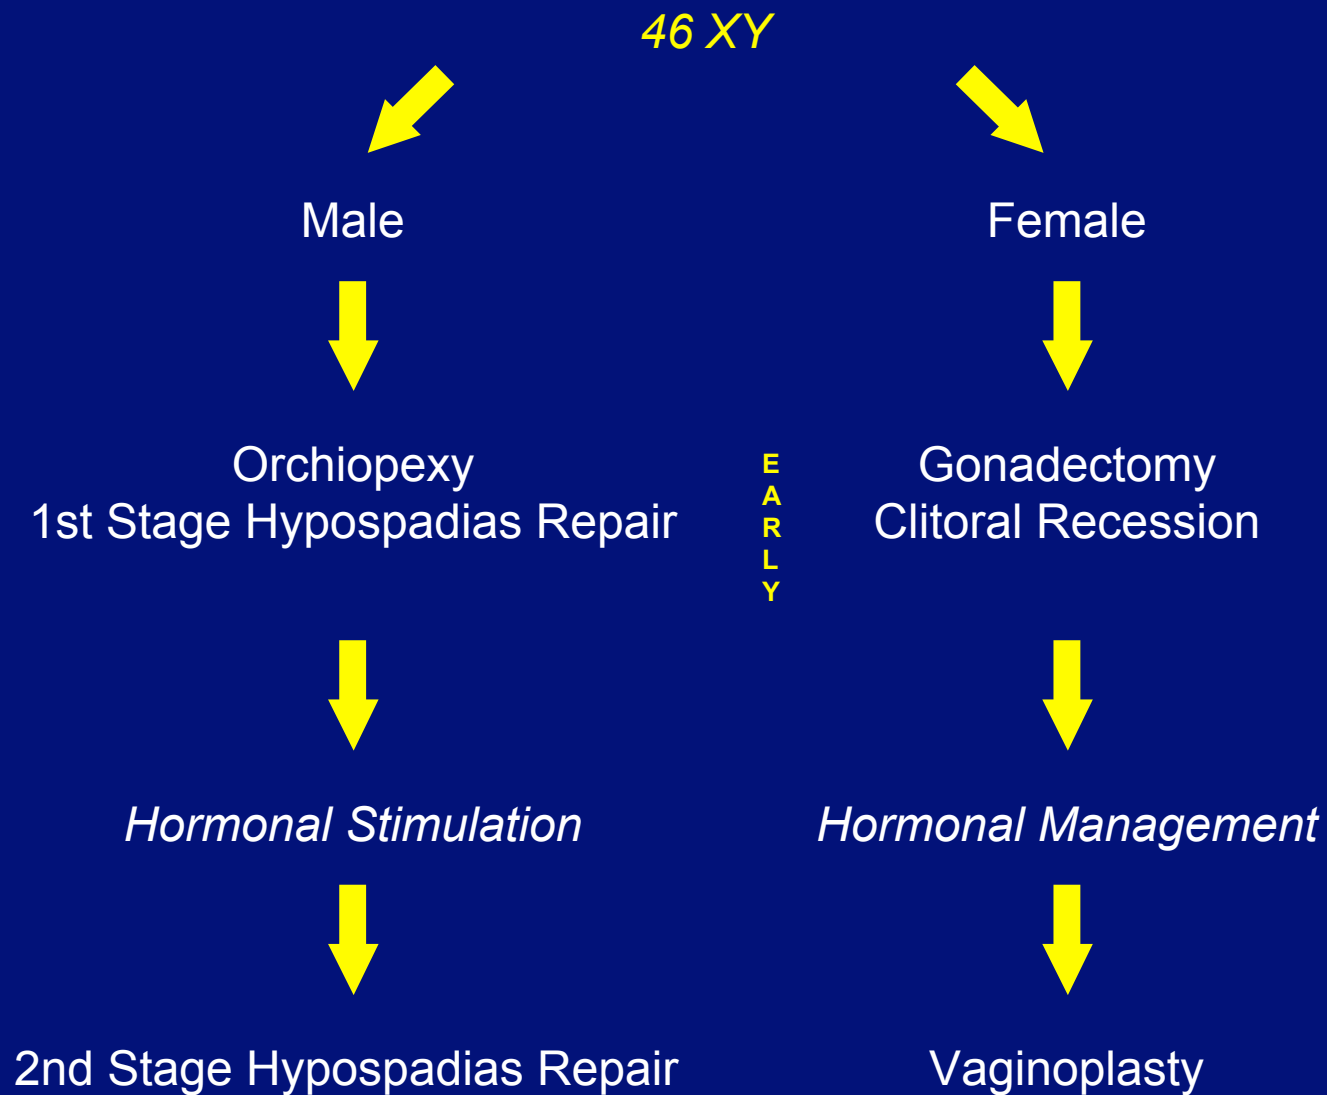 46 XY
Male
Female
Orchiopexy
1st Stage Hypospadias Repair
E
A
R
L
Y
Gonadectomy
Clitoral Recession
Hormonal Stimulation
Hormonal Management
2nd Stage Hypospadias Repair
Vaginoplasty